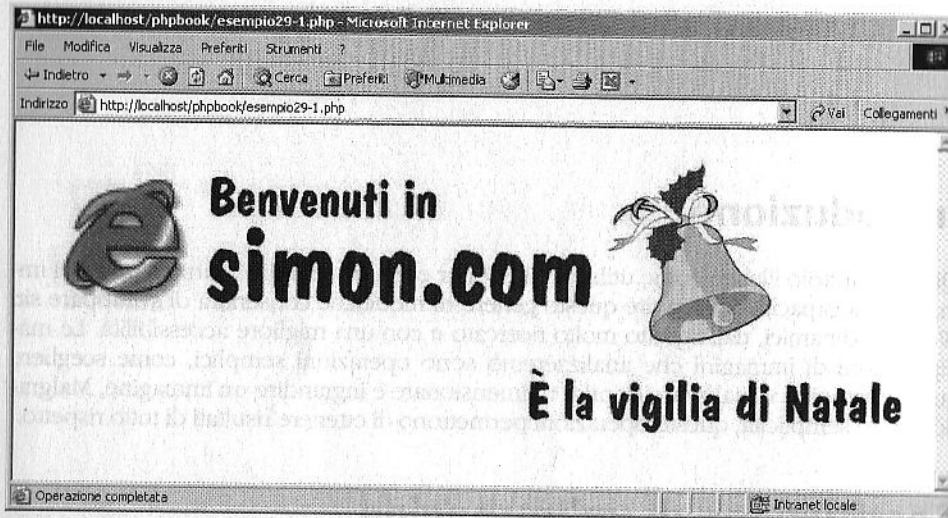 http://localhost/phpbook/esempio29-1.php - Microsoft Internet Explorer
File Modifica Visualizza Preferiti Strumenti ?
Indietro Cerca Preferiti Multimedia
Indirizzo http://localhost/phpbook/esempio29-1.php Vai Collegamenti
Benvenuti in
simon.com
È la vigilia di Natale
Operazione completata Intranet locale